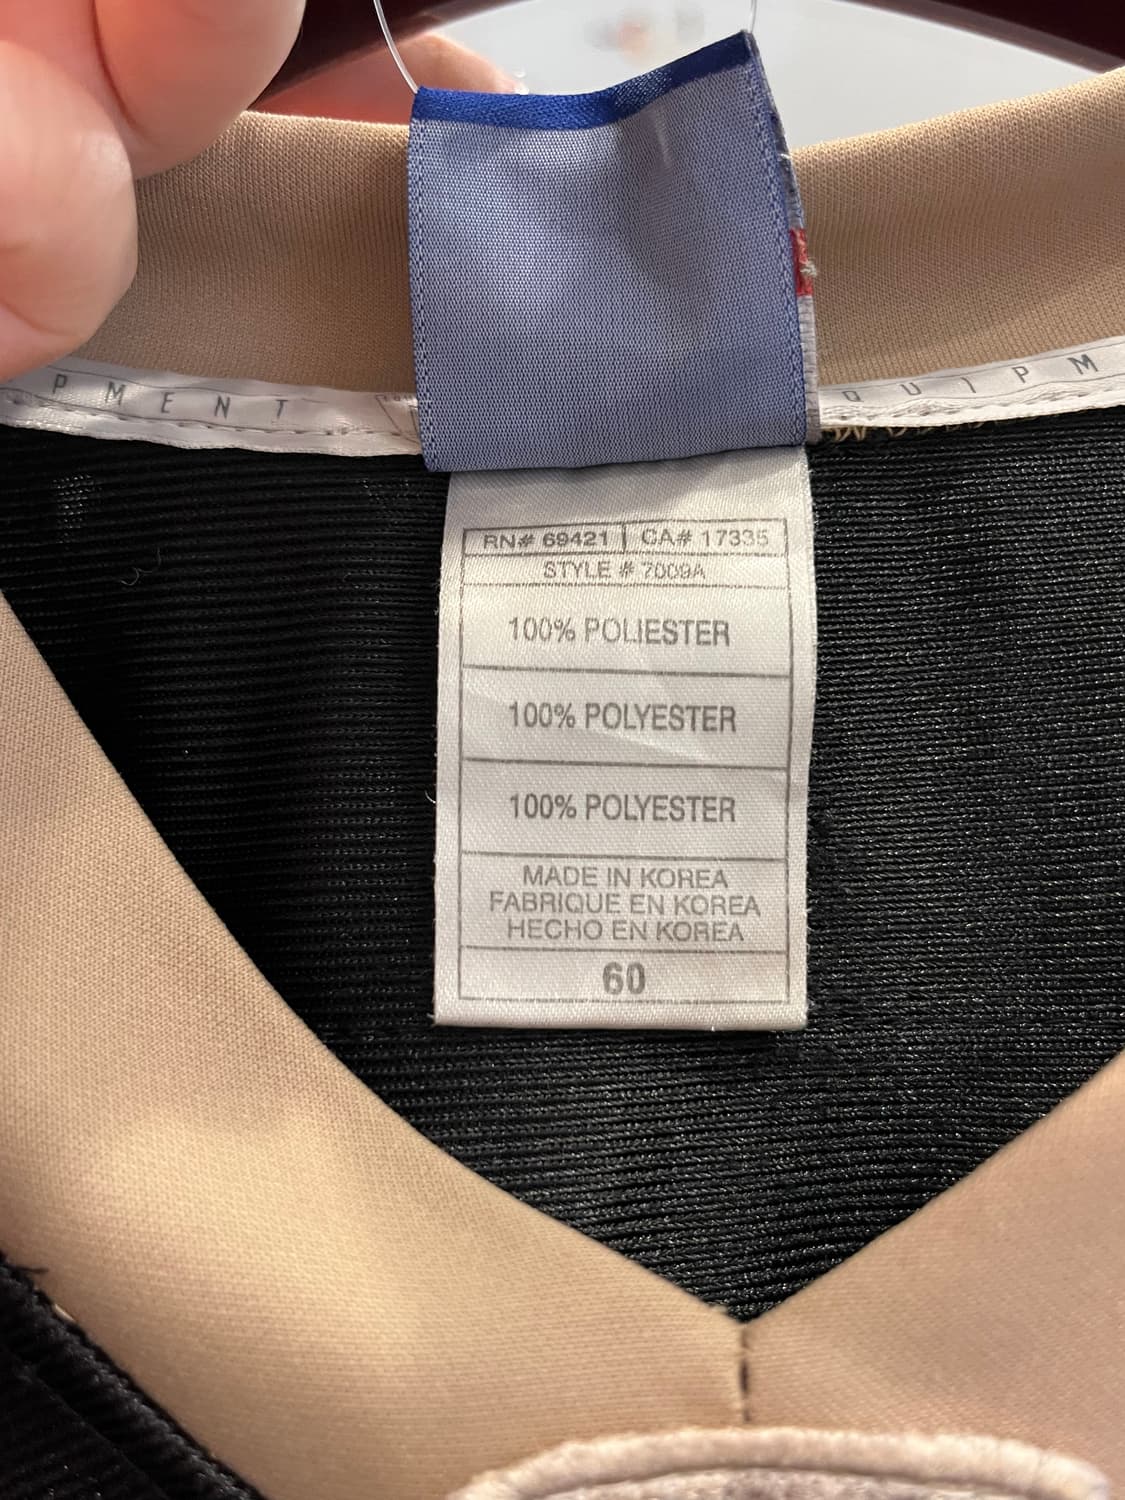 PMENT
QUIPM
RN# 69421 CA# 17335
STYLE # 7009A
100% POLIESTER
100% POLYESTER
100% POLYESTER
MADE IN KOREA
FABRIQUE EN KOREA
HECHO EN KOREA
60